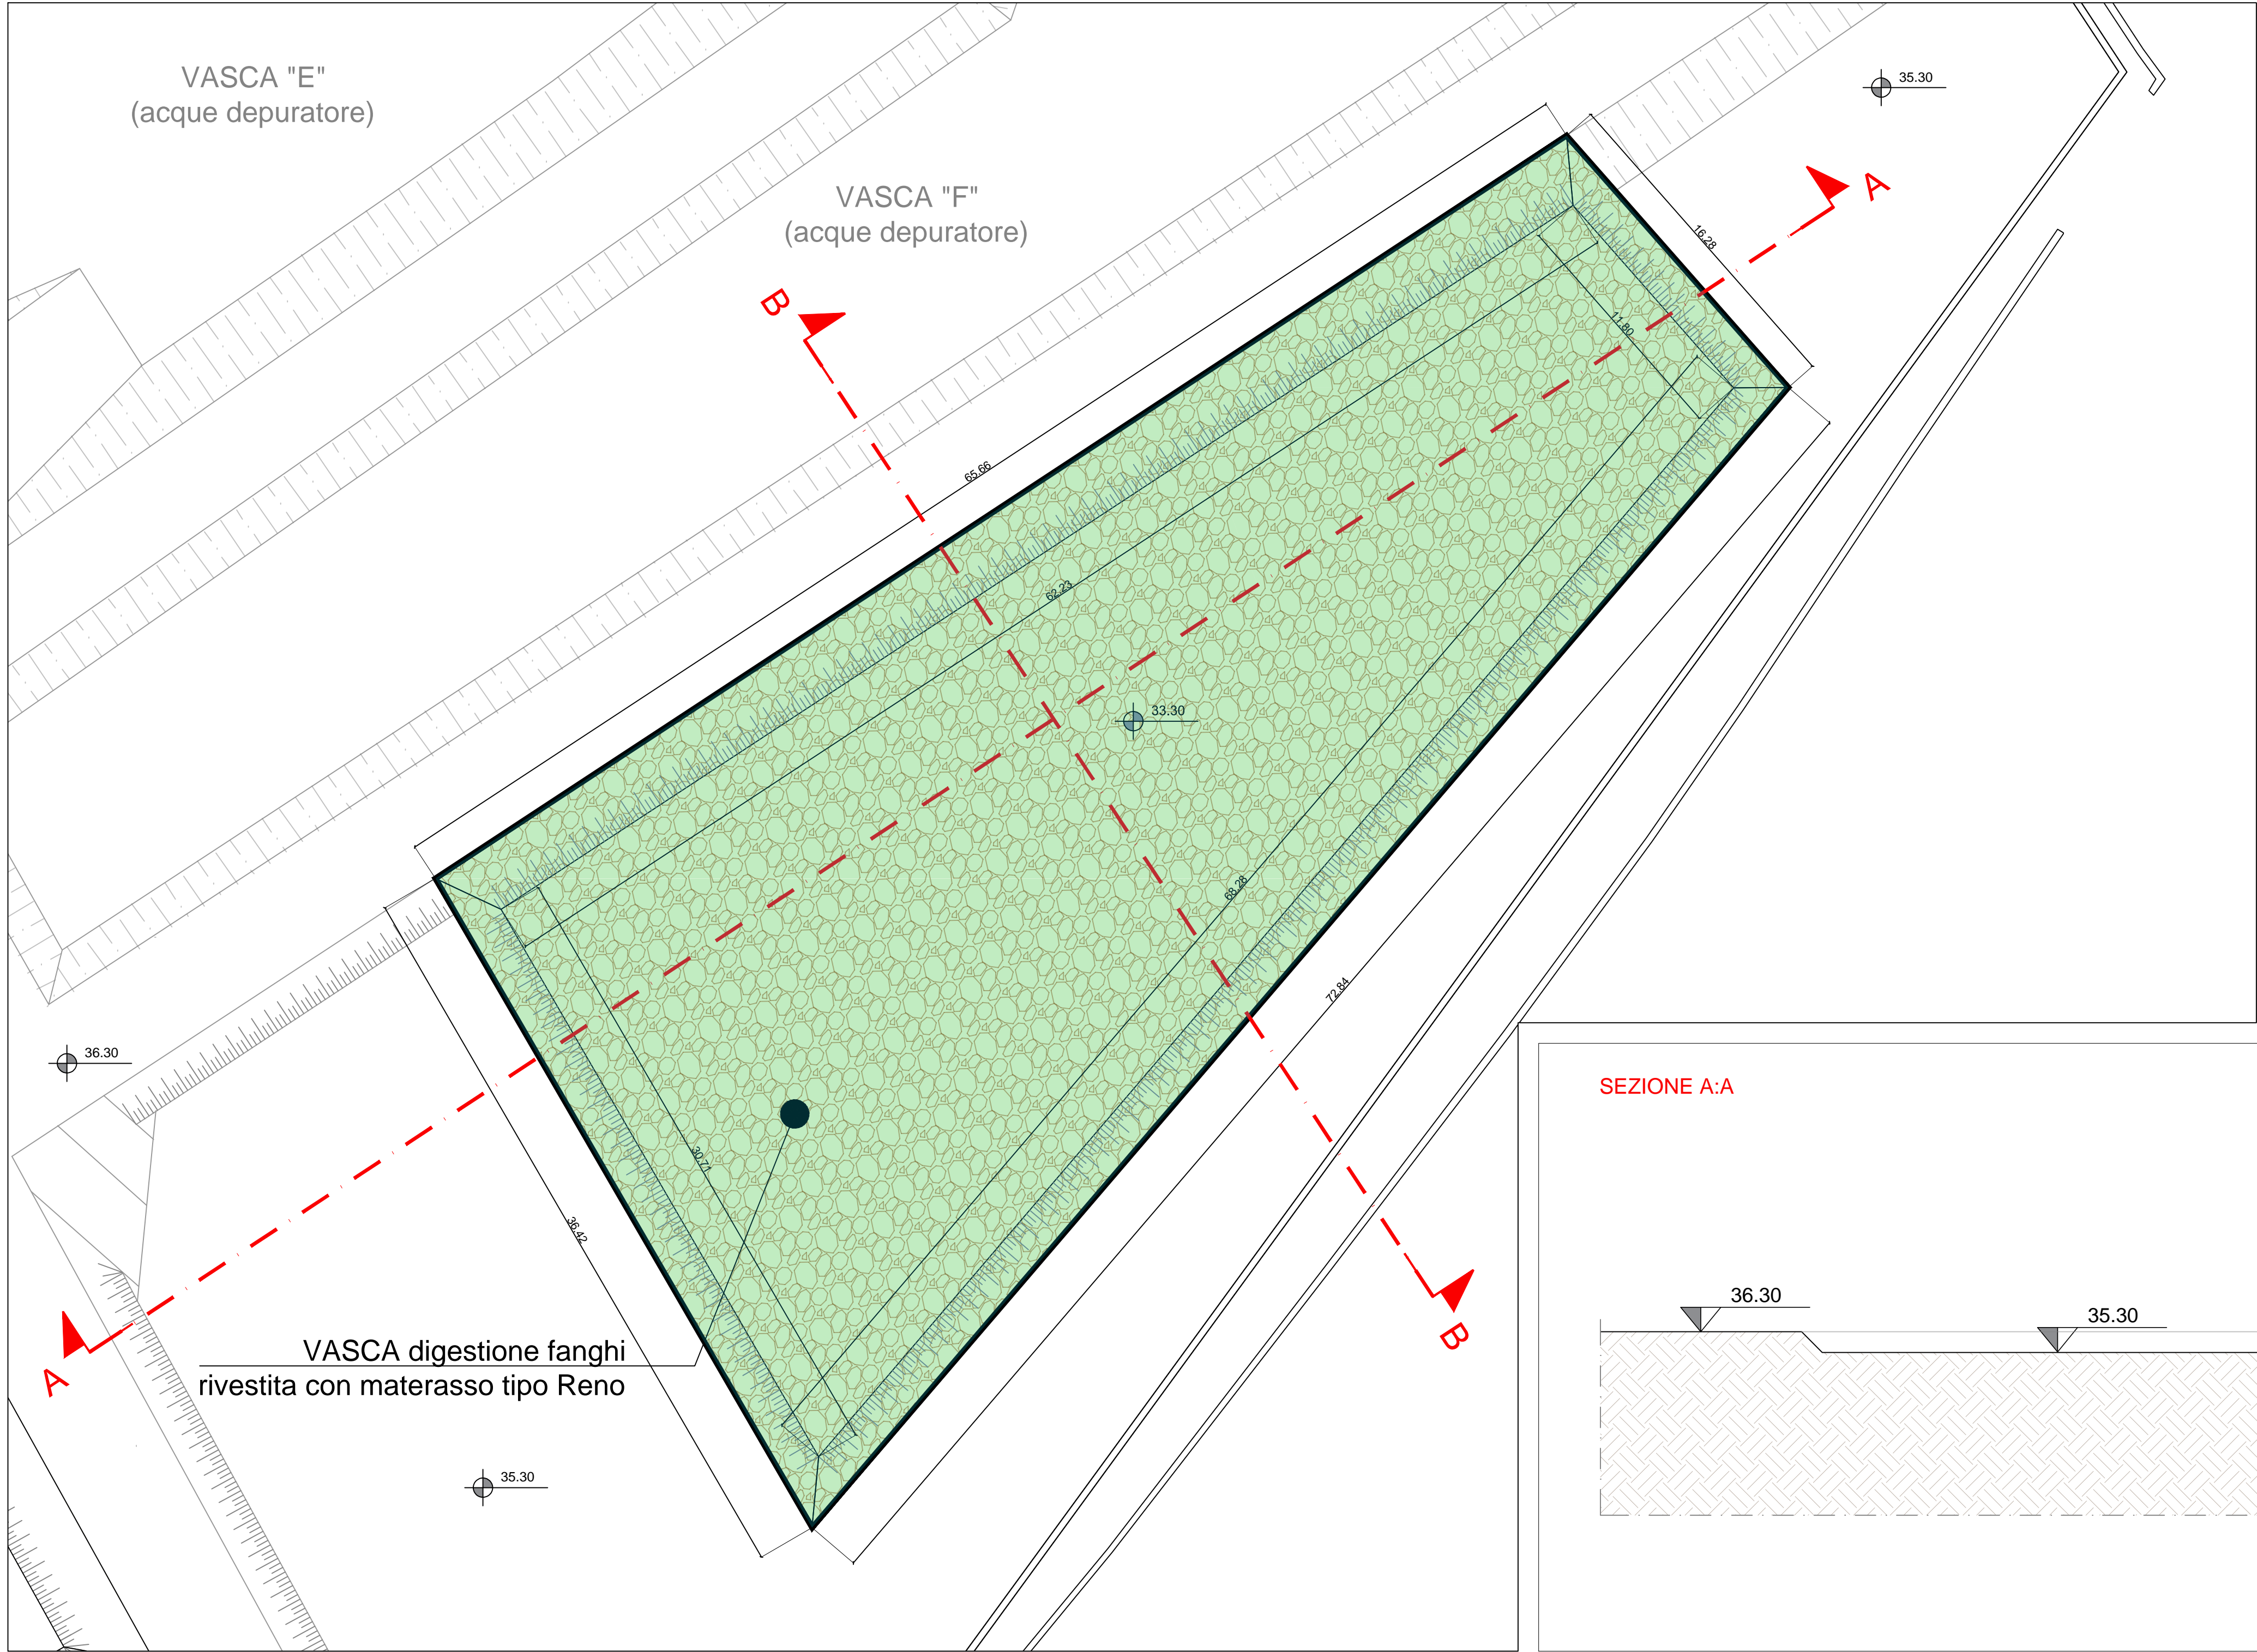 VASCA "E"
(acque depuratore)
35.30
VASCA "F"
(acque depuratore)
A
16.28
B
11.80
65.66
62.23
33.30
68.28
72.84
36.30
SEZIONE A:A
30.71
36.42
36.30
35.30
B
VASCA digestione fanghi
rivestita con materasso tipo Reno
A
35.30